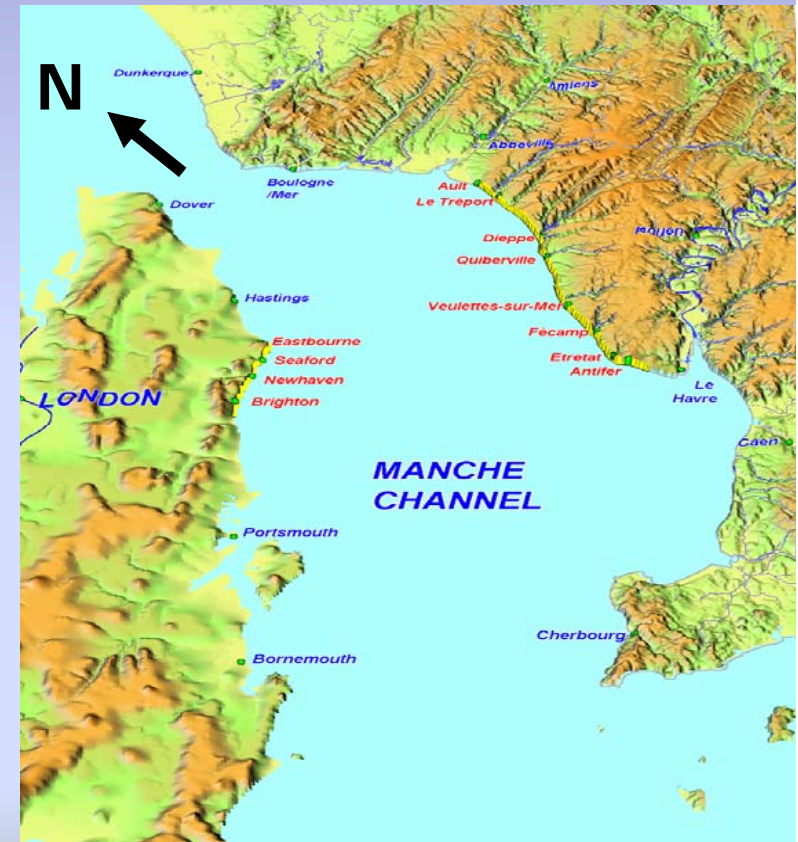 N
Dunkerque
Amiens
Abbeville
Boulogne
/Mer
Ault
Le Tréport
Dover
Dieppe
Rouen
Quiberville
Hastings
Veulettes-sur-Mer
Fécamp
Eastbourne
Seaford
Etretat
Antifer
Newhaven
Le
Havre
LONDON
Brighton
Caen
MANCHE
CHANNEL
Portsmouth
Cherbourg
Bornemouth